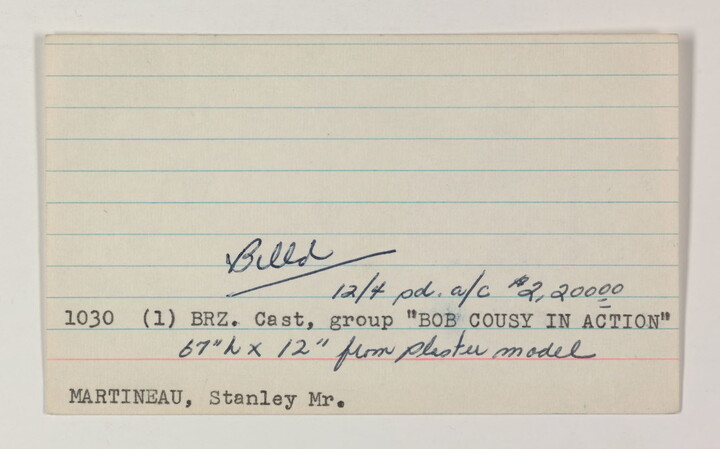 Billd
12/4 pd. a/c $2,200 00
1030 (1) BRZ. Cast, group "BOB COUSY IN ACTION"
67"h x 12" from plaster model
MARTINEAU, Stanley Mr.